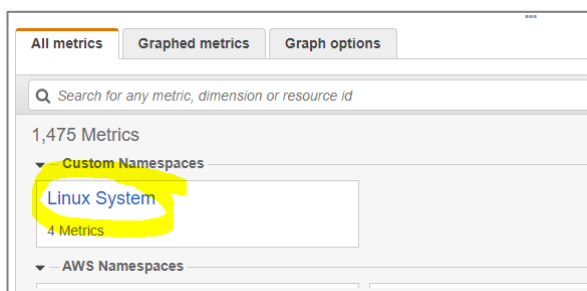 All metrics Graphed metrics Graph options
Search for any metric, dimension or resource id
1,475 Metrics
Custom Namespaces
Linux System
4 Metrics
AWS Namespaces